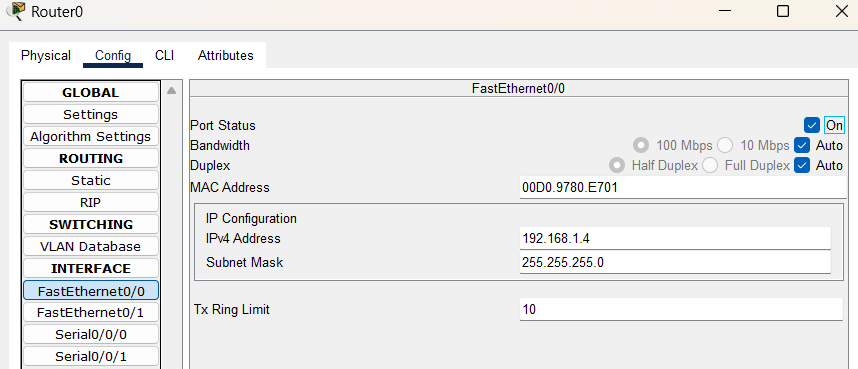 Router0
Physical Config CLI Attributes
GLOBAL
Settings
Algorithm Settings
ROUTING
Static
RIP
SWITCHING
VLAN Database
INTERFACE
FastEthernet0/0
FastEthernet0/1
Serial0/0/0
Serial0/0/1
FastEthernet0/0
Port Status On
Bandwidth 100 Mbps 10 Mbps Auto
Duplex Half Duplex Full Duplex Auto
MAC Address 00D0.9780.E701
IP Configuration
IPv4 Address 192.168.1.4
Subnet Mask 255.255.255.0
Tx Ring Limit 10